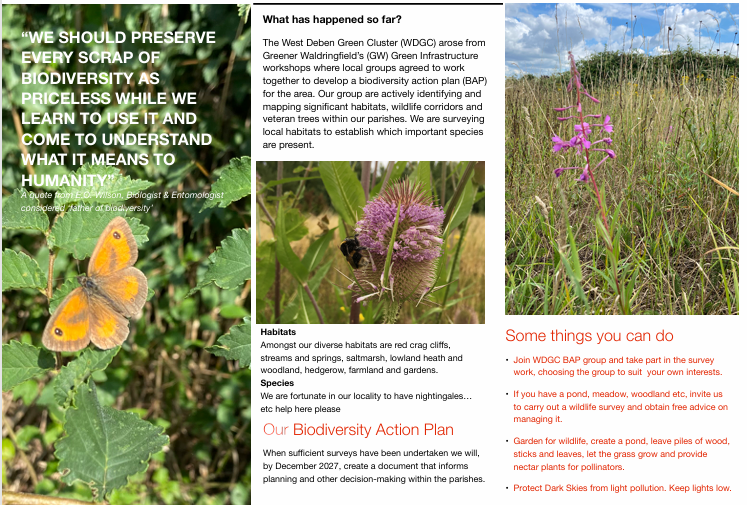 “WE SHOULD PRESERVE
EVERY SCRAP OF
BIODIVERSITY AS
PRICELESS WHILE WE
LEARN TO USE IT AND
COME TO UNDERSTAND
WHAT IT MEANS TO
HUMANITY”
A quote from E.O. Wilson, Biologist & Entomologist
considered ‘father of biodiversity’
What has happened so far?
The West Deben Green Cluster (WDGC) arose from
Greener Waldringfield’s (GW) Green Infrastructure
workshops where local groups agreed to work
together to develop a biodiversity action plan (BAP)
for the area. Our group are actively identifying and
mapping significant habitats, wildlife corridors and
veteran trees within our parishes. We are surveying
local habitats to establish which important species
are present.
Habitats
Amongst our diverse habitats are red crag cliffs,
streams and springs, saltmarsh, lowland heath and
woodland, hedgerow, farmland and gardens.
Species
We are fortunate in our locality to have nightingales…
etc help here please
Our Biodiversity Action Plan
When sufficient surveys have been undertaken we will,
by December 2027, create a document that informs
planning and other decision-making within the parishes.
Some things you can do
• Join WDGC BAP group and take part in the survey
work, choosing the group to suit your own interests.
• If you have a pond, meadow, woodland etc, invite us
to carry out a wildlife survey and obtain free advice on
managing it.
• Garden for wildlife, create a pond, leave piles of wood,
sticks and leaves, let the grass grow and provide
nectar plants for pollinators.
• Protect Dark Skies from light pollution. Keep lights low.